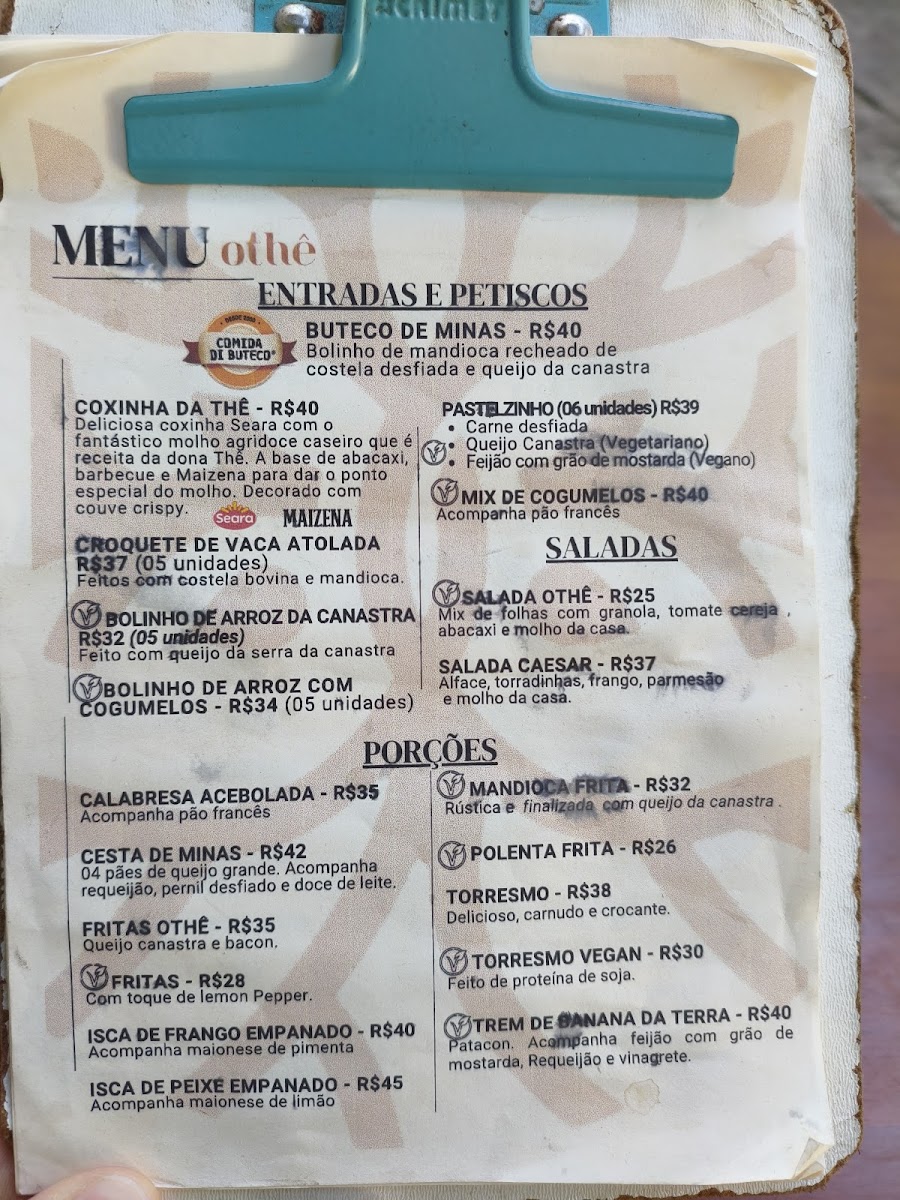 MENU othê
ENTRADAS E PETISCOS
DESDE 2000
COMIDA
DI BUTECO®
BUTECO DE MINAS - R$40
Bolinho de mandioca recheado de
costela desfiada e queijo da canastra
COXINHA DA THÊ - R$40
Deliciosa coxinha Seara com o
fantástico molho agridoce caseiro que é
receita da dona Thê. A base de abacaxi,
barbecue e Maizena para dar o ponto
especial do molho. Decorado com
couve crispy.
Seara
MAIZENA
CROQUETE DE VACA ATOLADA
R$37 (05 unidades)
Feitos com costela bovina e mandioca.
BOLINHO DE ARROZ DA CANASTRA
R$32 (05 unidades)
Feito com queijo da serra da canastra
BOLINHO DE ARROZ COM
COGUMELOS - R$34 (05 unidades)
PASTELZINHO (06 unidades) R$39
• Carne desfiada
• Queijo Canastra (Vegetariano)
• Feijão com grão de mostarda (Vegano)
MIX DE COGUMELOS - R$40
Acompanha pão francês
SALADAS
SALADA OTHÊ - R$25
Mix de folhas com granola, tomate cereja ,
abacaxi e molho da casa.
SALADA CAESAR - R$37
Alface, torradinhas, frango, parmesão
e molho da casa.
PORÇÕES
CALABRESA ACEBOLADA - R$35
Acompanha pão francês
CESTA DE MINAS - R$42
04 pães de queijo grande. Acompanha
requeijão, pernil desfiado e doce de leite.
FRITAS OTHÊ - R$35
Queijo canastra e bacon.
FRITAS - R$28
Com toque de lemon Pepper.
ISCA DE FRANGO EMPANADO - R$40
Acompanha maionese de pimenta
ISCA DE PEIXE EMPANADO - R$45
Acompanha maionese de limão
MANDIOCA FRITA - R$32
Rústica e finalizada com queijo da canastra .
POLENTA FRITA - R$26
TORRESMO - R$38
Delicioso, carnudo e crocante.
TORRESMO VEGAN - R$30
Feito de proteína de soja.
TREM DE BANANA DA TERRA - R$40
Patacon. Acompanha feijão com grão de
mostarda, Requeijão e vinagrete.